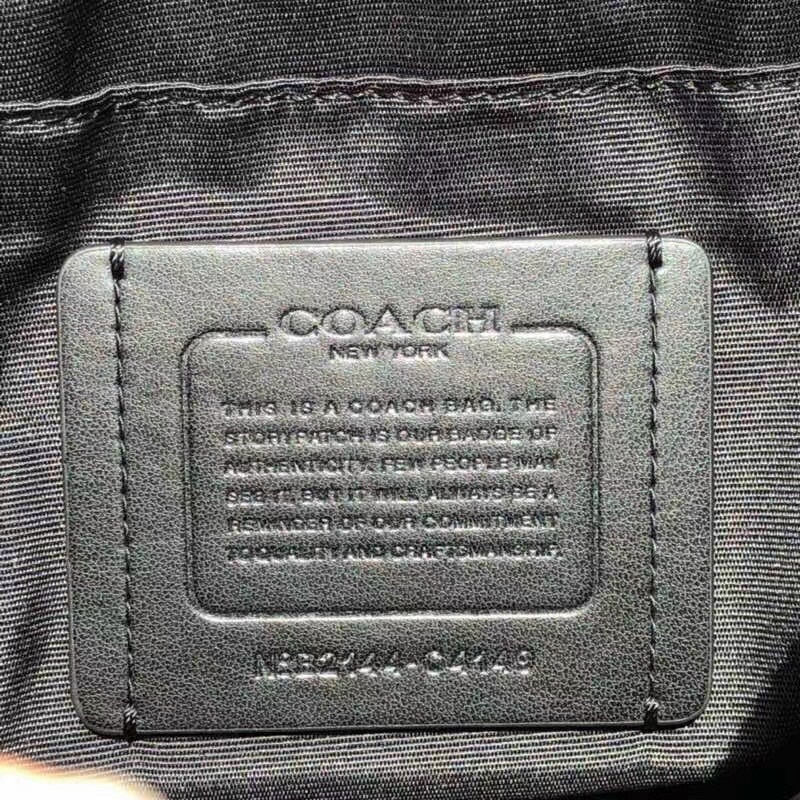 COACH
NEW YORK
THIS IS A COACH BAG. THE
STORYPATCH IS OUR BADGE OF
AUTHENTICITY. FEW PEOPLE MAY
SEE IT, BUT IT WILL ALWAYS BE A
REMINDER OF OUR COMMITMENT
TO QUALITY AND CRAFTSMANSHIP.